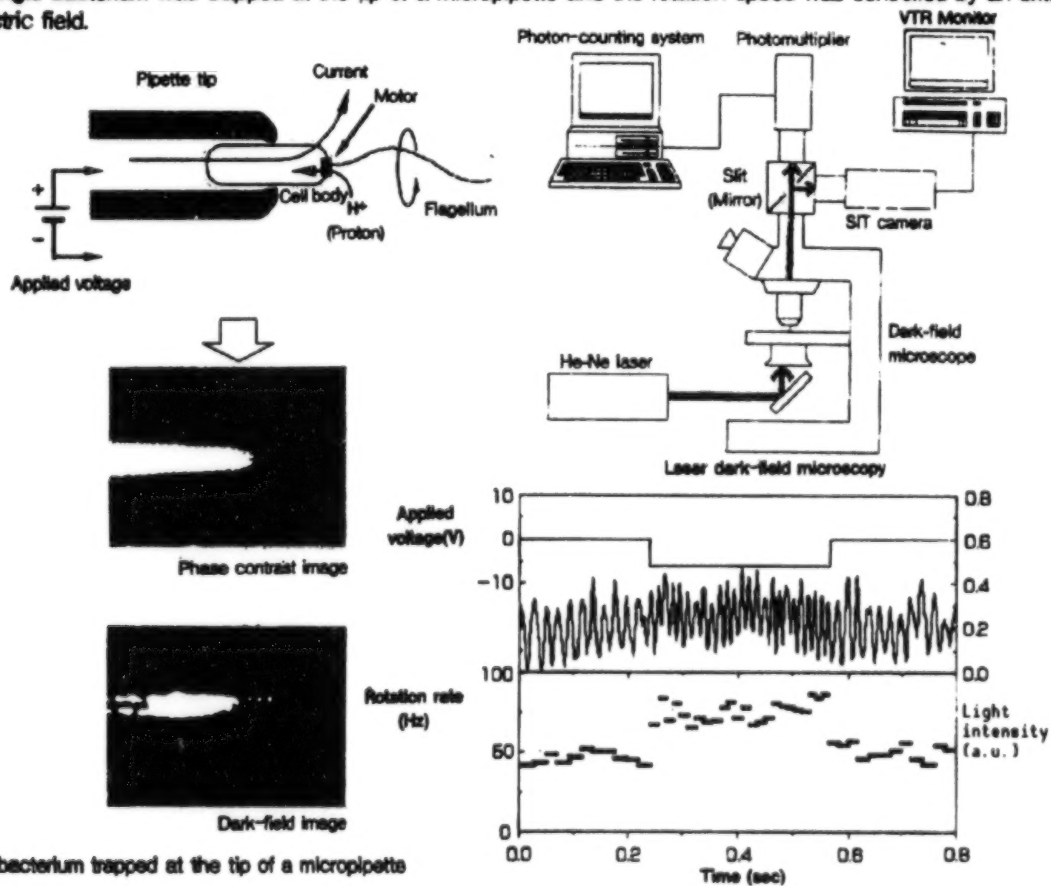 bacterium was trapped at the tip of a micropipette and the rotation speed was controlled by an
electric field.
Pipette tip
Current
Motor
Cell body
H+
(Proton)
Flagellum
+
−
Applied voltage
Photon-counting system
Photomultiplier
VTR Monitor
Slit
(Mirror)
SIT camera
Dark-field
microscope
He-Ne laser
Laser dark-field microscopy
Phase contrast image
Dark-field image
Applied
voltage(V)
10
0
-10
0.8
0.6
0.4
0.2
0.0
Rotation rate
(Hz)
100
50
0
Light
intensity
(a.u.)
0.0 0.2 0.4 0.6 0.8
Time (sec)
bacterium trapped at the tip of a micropipette